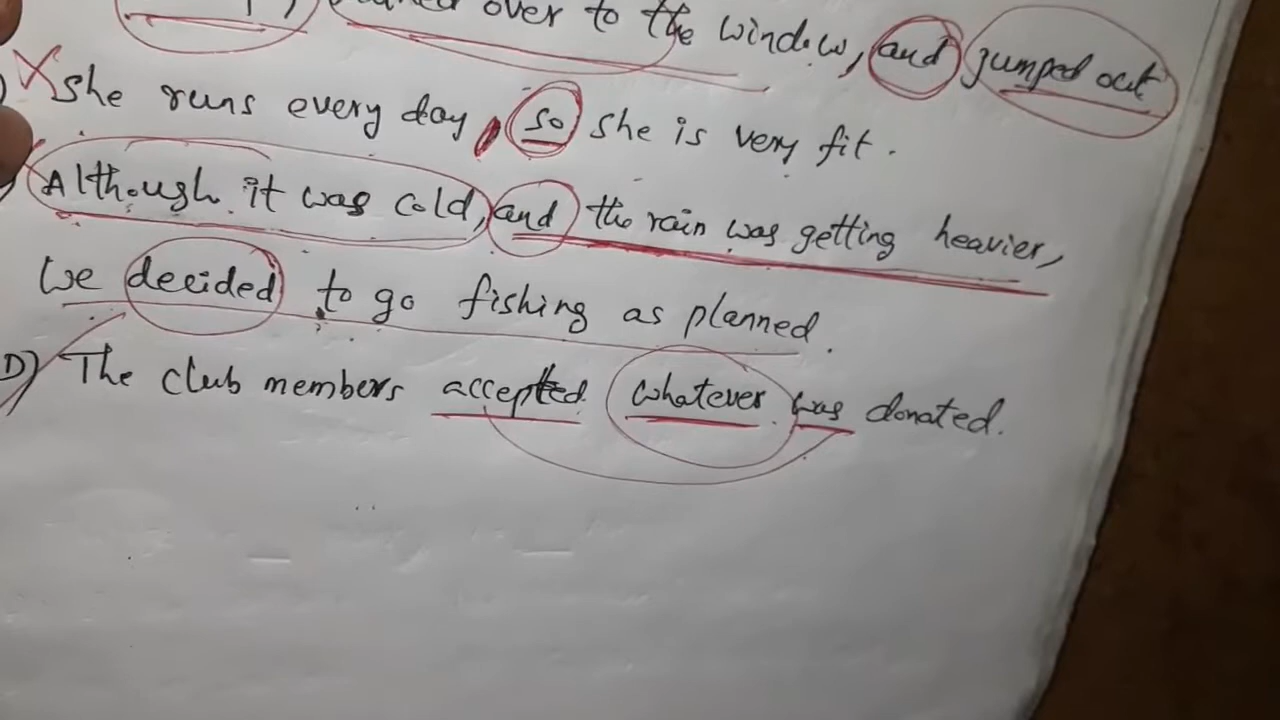 over to the window, and jumped out
She runs every day, so she is very fit.
Although it was cold, and the rain was getting heavier,
we decided to go fishing as planned.
D) The club members accepted whatever was donated.